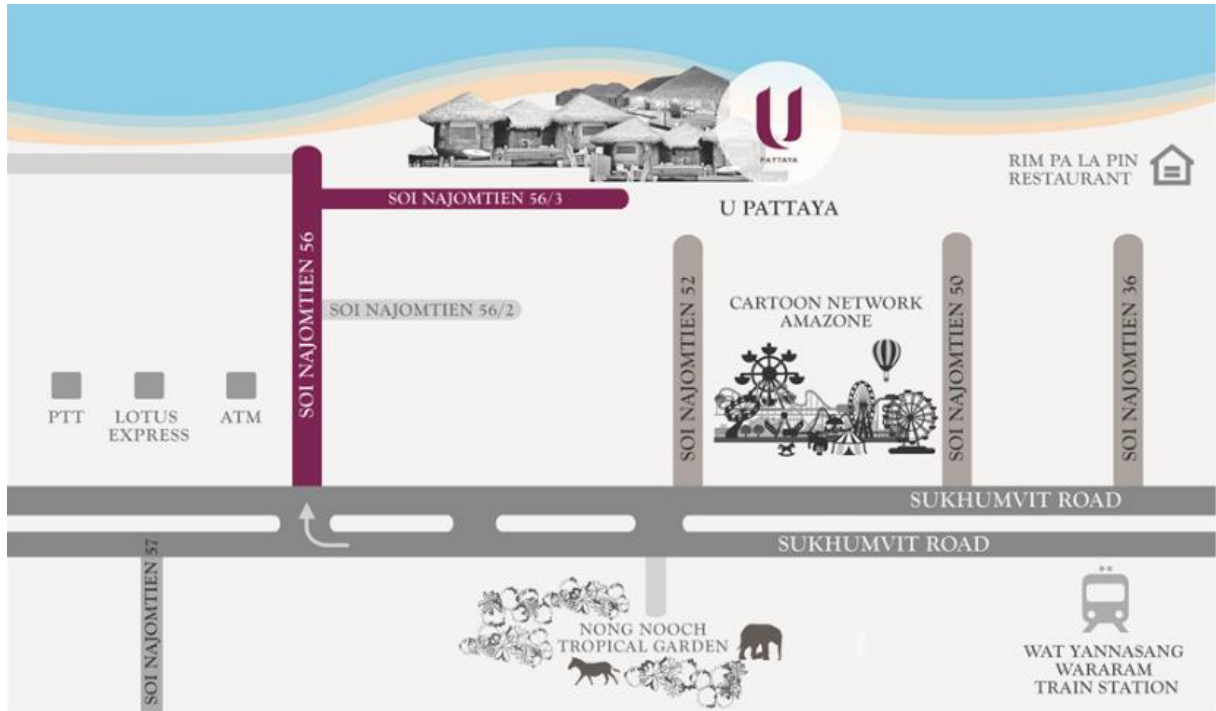 U
PATTAYA
RIM PA LA PIN
RESTAURANT
SOI NAJOMTIEN 56/3
U PATTAYA
SOI NAJOMTIEN 56
SOI NAJOMTIEN 56/2
SOI NAJOMTIEN 52
CARTOON NETWORK
AMAZONE
SOI NAJOMTIEN 50
SOI NAJOMTIEN 36
PTT
LOTUS
EXPRESS
ATM
SUKHUMVIT ROAD
SUKHUMVIT ROAD
SOI NAJOMTIEN 57
NONG NOOCH
TROPICAL GARDEN
WAT YANNASANG
WARARAM
TRAIN STATION